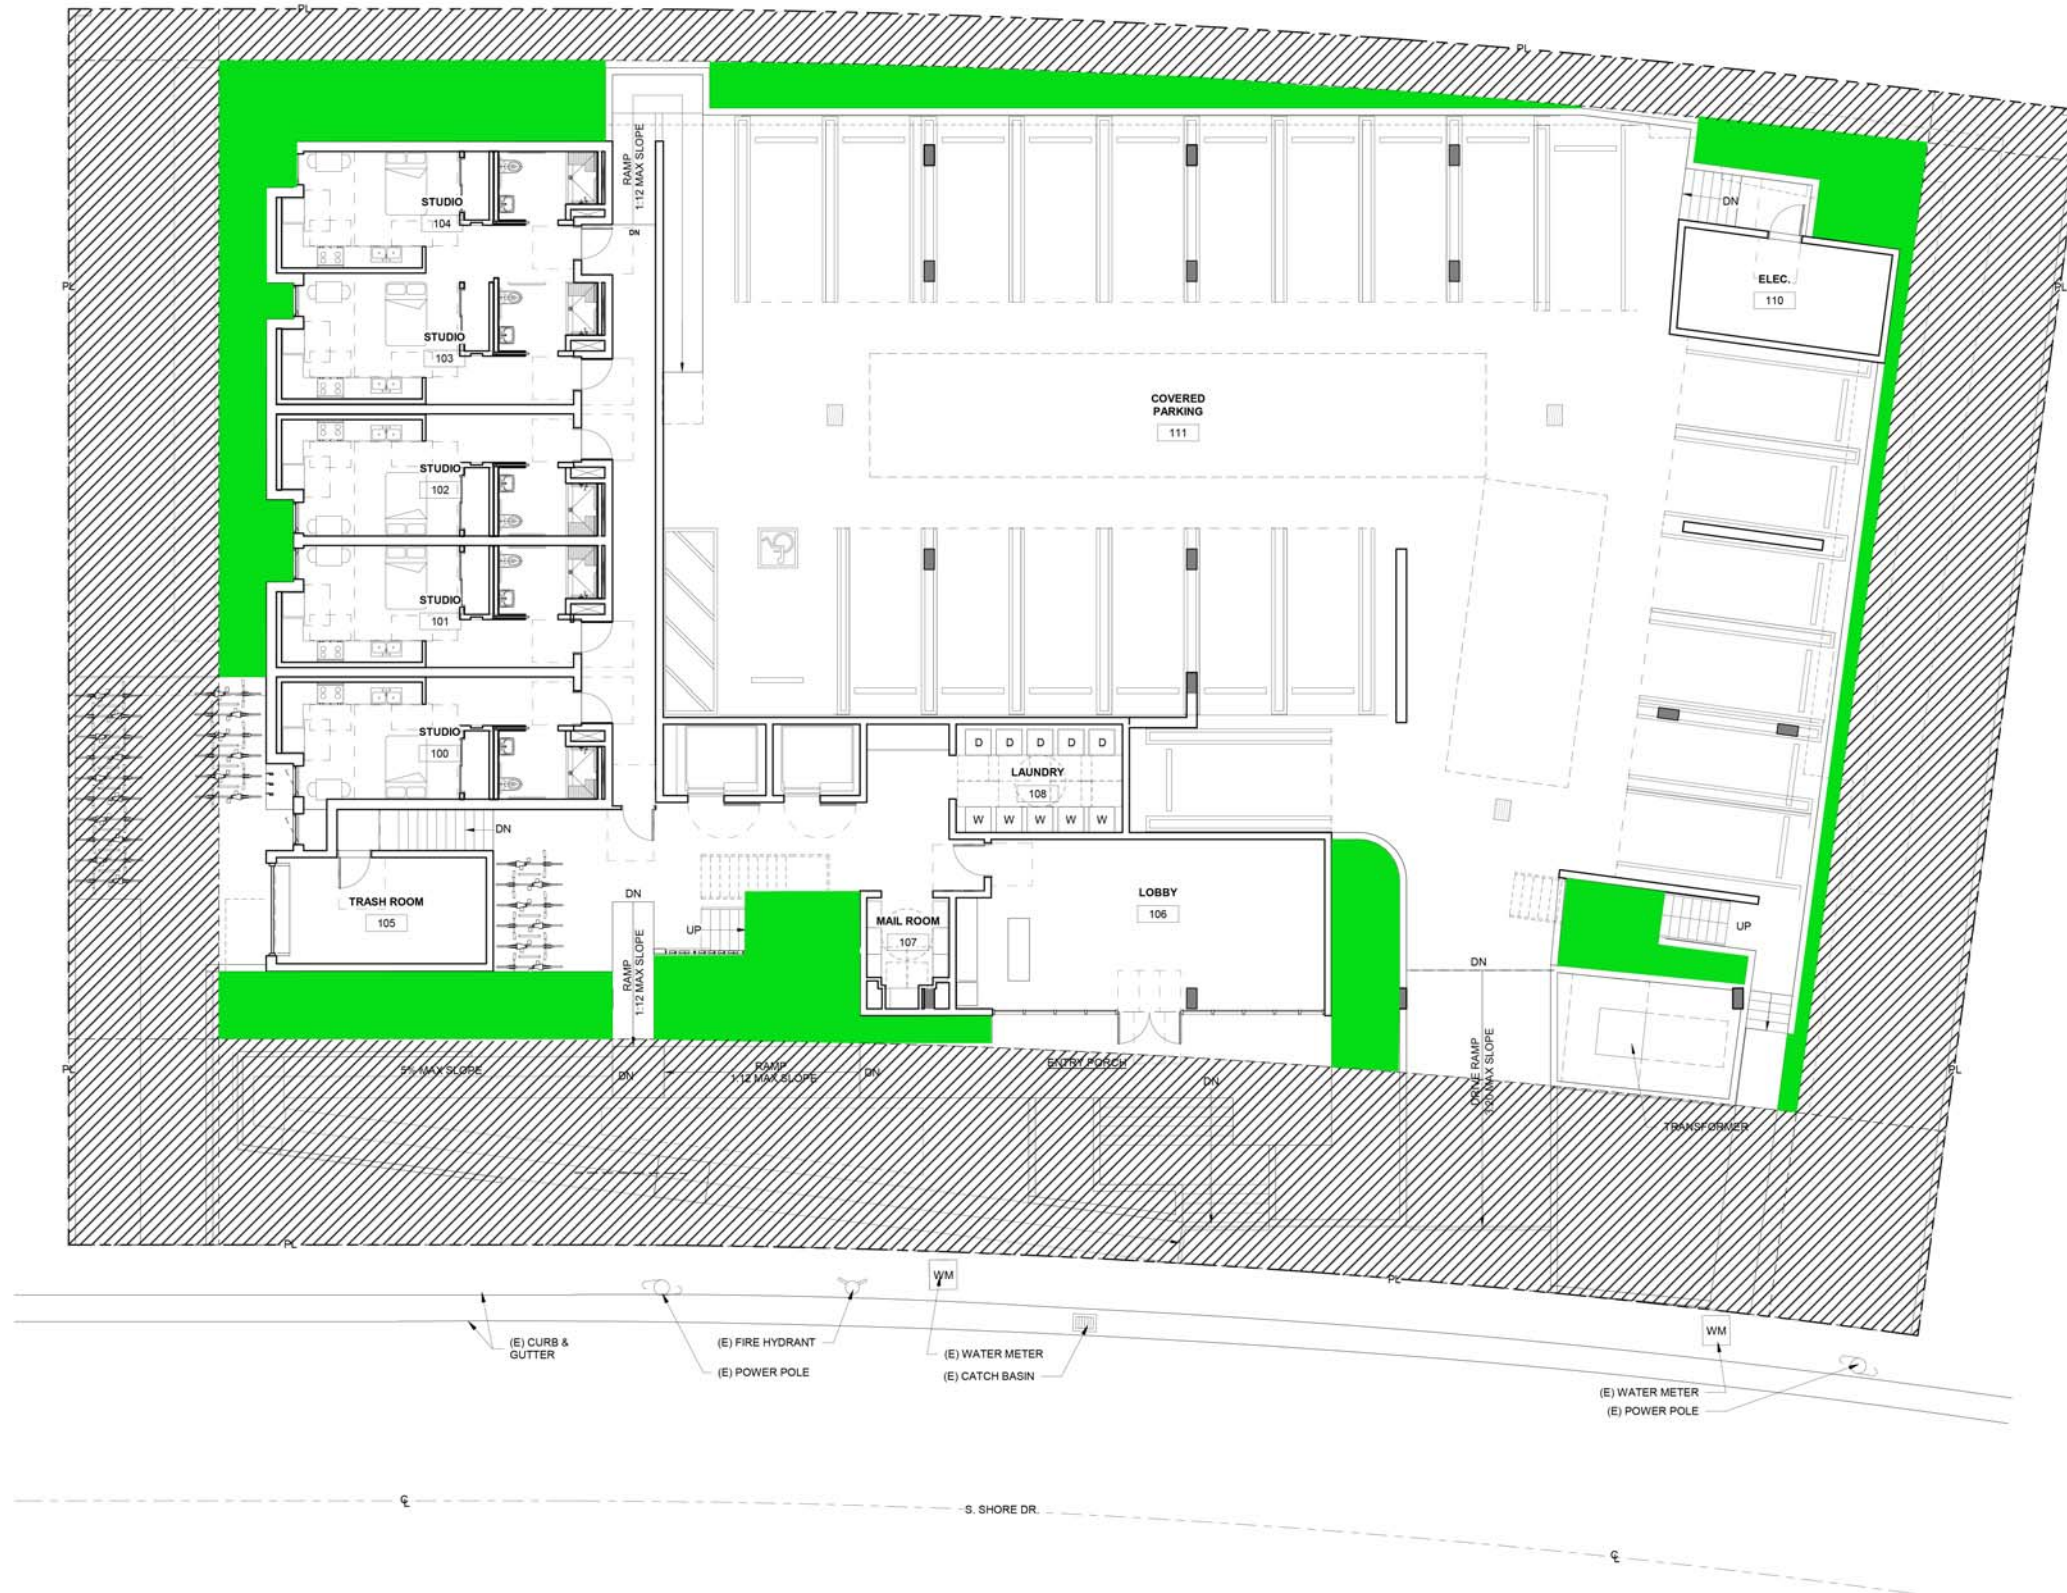 PL
PL
RAMP
1:12 MAX SLOPE
DN
STUDIO
104
DN
ELEC.
110
PL
PL
STUDIO
103
COVERED
PARKING
111
STUDIO
102
STUDIO
101
STUDIO
100
D D D D D
LAUNDRY
108
W W W W W
DN
TRASH ROOM
105
DN
RAMP
1:12 MAX SLOPE
UP
MAIL ROOM
107
LOBBY
106
UP
DN
DRIVE RAMP
3:20 MAX SLOPE
PL
5% MAX SLOPE
DN
RAMP
1:12 MAX SLOPE
DN
ENTRY PORCH
DN
PL
TRANSFORMER
PL
PL
WM
WM
(E) CURB &
GUTTER
(E) FIRE HYDRANT
(E) POWER POLE
(E) WATER METER
(E) CATCH BASIN
(E) WATER METER
(E) POWER POLE
S. SHORE DR.